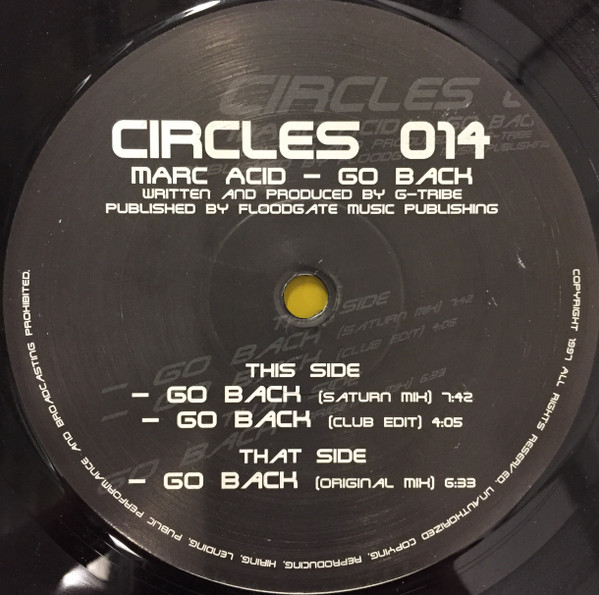 CIRCLES 014
MARC ACID – GO BACK
WRITTEN AND PRODUCED BY G-TRIBE
PUBLISHED BY FLOODGATE MUSIC PUBLISHING
THIS SIDE
– GO BACK (SATURN MIX) 7:42
– GO BACK (CLUB EDIT) 4:05
THAT SIDE
– GO BACK (ORIGINAL MIX) 6:33
COPYRIGHT 1997 ALL RIGHTS RESERVED. UNAUTHORIZED COPYING, REPRODUCING, HIRING, LENDING, PUBLIC PERFORMANCE AND BROADCASTING PROHIBITED.
CIRCLES